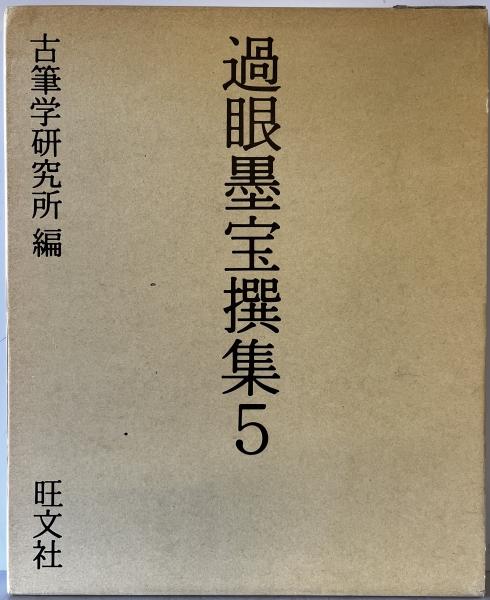 過眼墨宝撰集5
古筆学研究所 編
旺文社